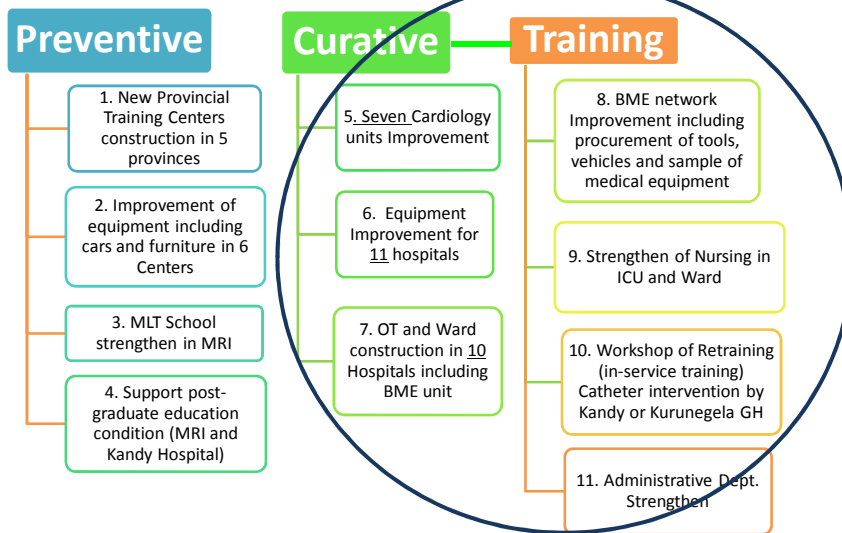 Preventive
1. New Provincial
Training Centers
construction in 5
provinces
2. Improvement of
equipment including
cars and furniture in 6
Centers
3. MLT School
strengthen in MRI
4. Support post-
graduate education
condition (MRI and
Kandy Hospital)
Curative
5. Seven Cardiology
units Improvement
6. Equipment
Improvement for
11 hospitals
7. OT and Ward
construction in 10
Hospitals including
BME unit
Training
8. BME network
Improvement including
procurement of tools,
vehicles and sample of
medical equipment
9. Strengthen of Nursing in
ICU and Ward
10. Workshop of Retraining
(in-service training)
Catheter intervention by
Kandy or Kurunegela GH
11. Administrative Dept.
Strengthen